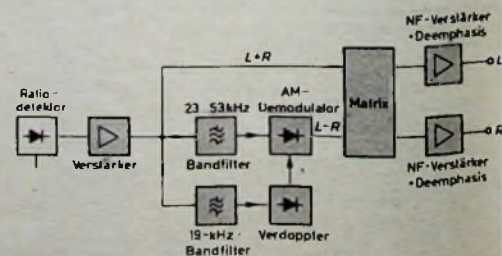 NF-Verstärker
+Deemphasis
L
L+R
Ratio-
detektor
23...53kHz
AM-
Demodulator
Matrix
L-R
R
Verstärker
Bandfilter
NF-Verstärker
+Deemphasis
19-kHz-
Bandfilter
Verdoppler